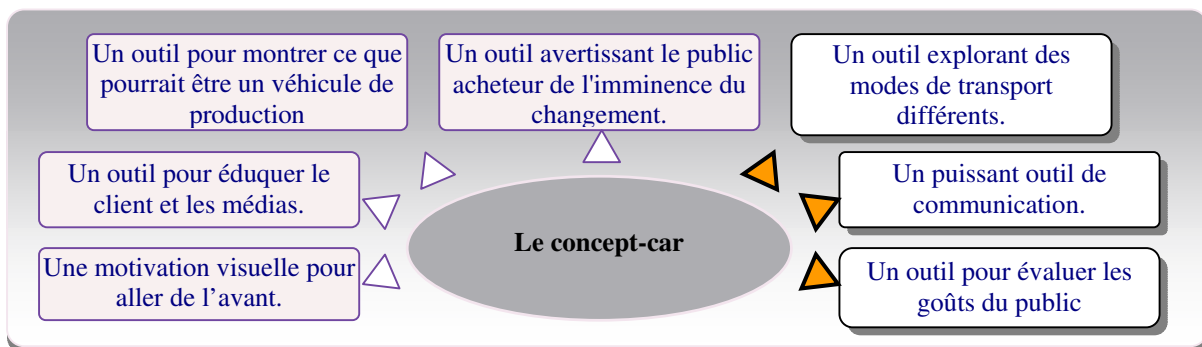 Un outil pour montrer ce que
pourrait être un véhicule de
production
Un outil avertissant le public
acheteur de l'imminence du
changement.
Un outil explorant des
modes de transport
différents.
Un outil pour éduquer le
client et les médias.
Un puissant outil de
communication.
Le concept-car
Une motivation visuelle pour
aller de l’avant.
Un outil pour évaluer les
goûts du public